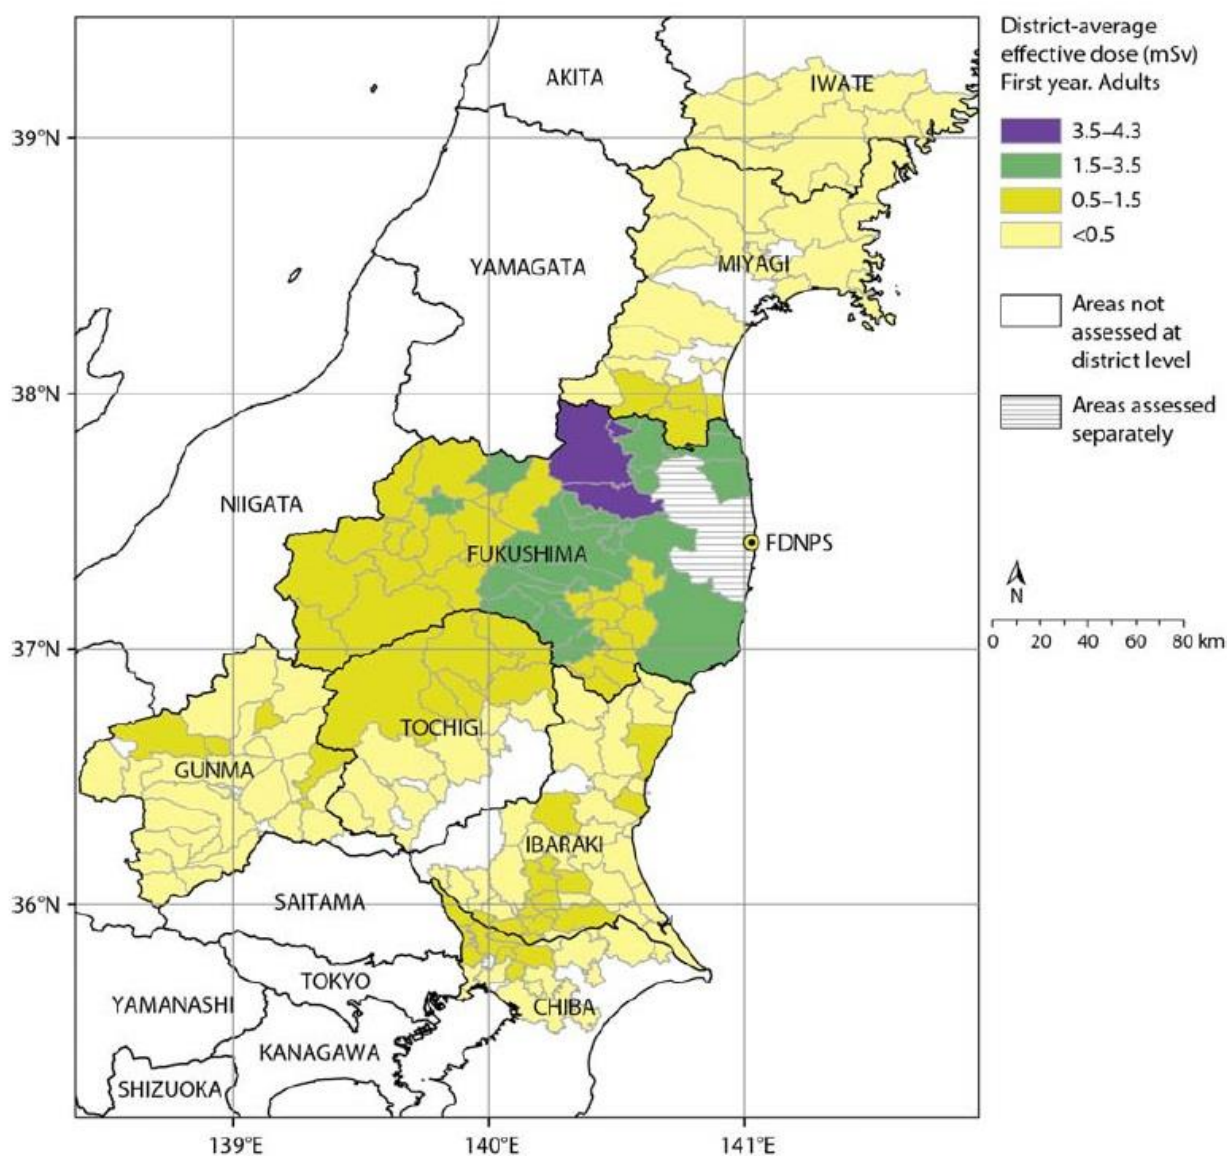 District-average
effective dose (mSv)
First year. Adults
3.5–4.3
1.5–3.5
0.5–1.5
<0.5
Areas not
assessed at
district level
Areas assessed
separately
AKITA
IWATE
39°N
YAMAGATA
MIYAGI
38°N
NIIGATA
FUKUSHIMA
FDNPS
N
0 20 40 60 80 km
37°N
TOCHIGI
GUNMA
IBARAKI
36°N
SAITAMA
TOKYO
YAMANASHI
CHIBA
KANAGAWA
SHIZUOKA
139°E
140°E
141°E